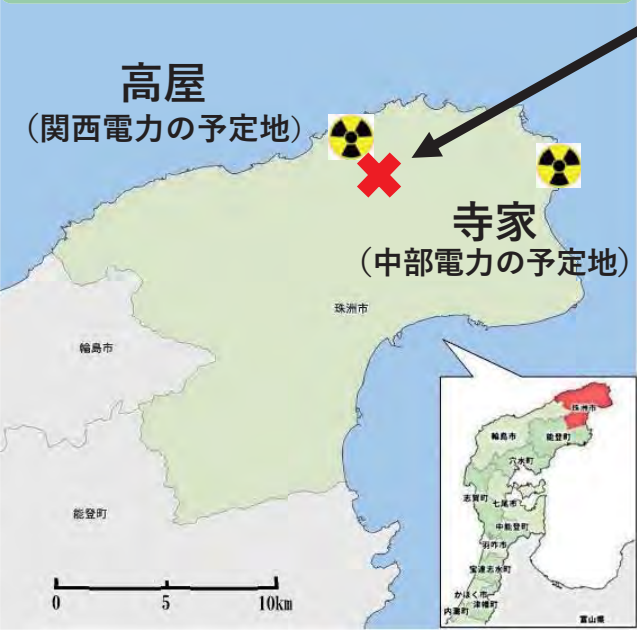 高屋
（関西電力の予定地）
寺家
（中部電力の予定地）
珠洲市
輪島市
能登町
0 5 10km
珠洲市
輪島市
能登町
穴水町
志賀町
七尾市
中能登町
羽咋市
宝達志水町
かほく市
津幡町
内灘町
富山県